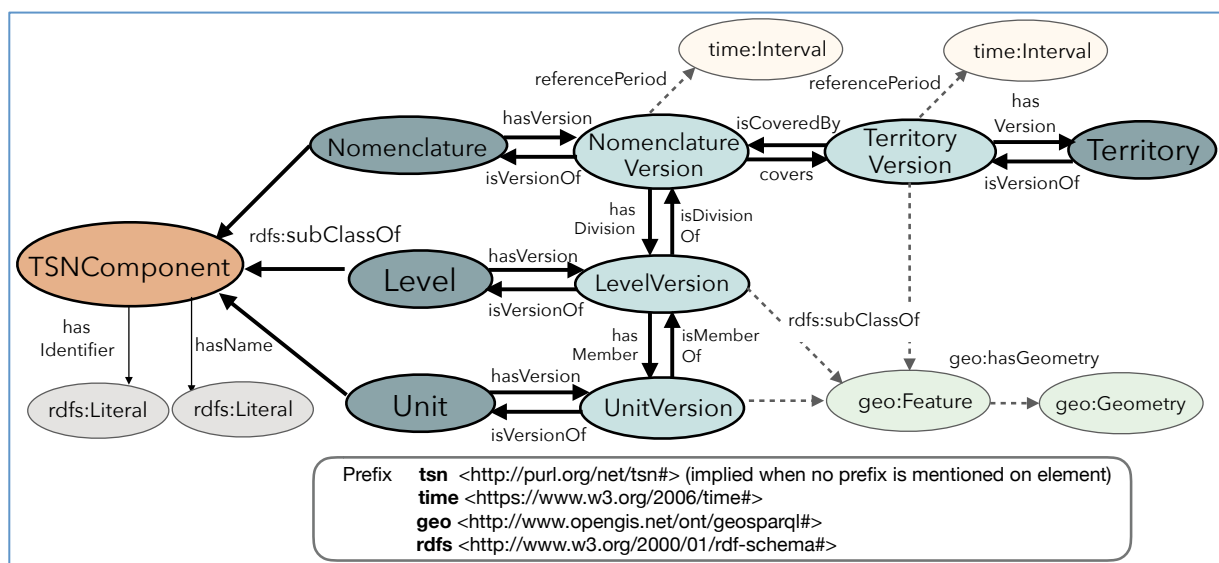 time:Interval
time:Interval
referencePeriod
referencePeriod
has
Version
hasVersion
isCoveredBy
Nomenclature
Nomenclature
Version
Territory
Version
Territory
isVersionOf
covers
isVersionOf
has
Division
isDivision
Of
rdfs:subClassOf
TSNComponent
hasVersion
Level
LevelVersion
isVersionOf
rdfs:subClassOf
has
Identifier
hasName
has
Member
isMember
Of
geo:hasGeometry
hasVersion
rdfs:Literal
rdfs:Literal
Unit
UnitVersion
geo:Feature
geo:Geometry
isVersionOf
Prefix tsn <http://purl.org/net/tsn#> (implied when no prefix is mentioned on element)
time <https://www.w3.org/2006/time#>
geo <http://www.opengis.net/ont/geosparql#>
rdfs <http://www.w3.org/2000/01/rdf-schema#>